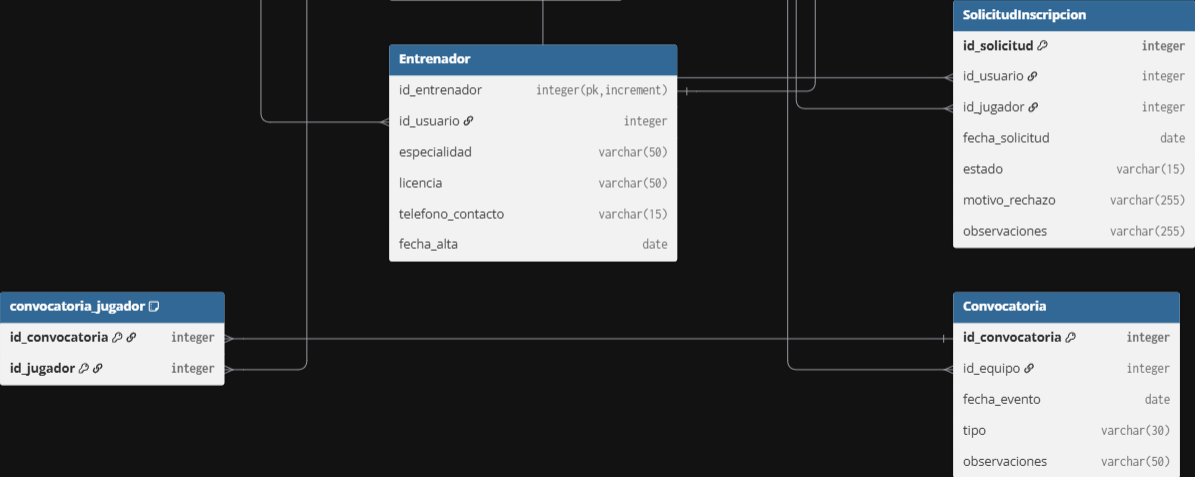 SolicitudInscripcion
id_solicitud integer
id_usuario integer
id_jugador integer
fecha_solicitud date
estado varchar(15)
motivo_rechazo varchar(255)
observaciones varchar(255)
Entrenador
id_entrenador integer(pk,increment)
id_usuario integer
especialidad varchar(50)
licencia varchar(50)
telefono_contacto varchar(15)
fecha_alta date
convocatoria_jugador
id_convocatoria integer
id_jugador integer
Convocatoria
id_convocatoria integer
id_equipo integer
fecha_evento date
tipo varchar(30)
observaciones varchar(50)